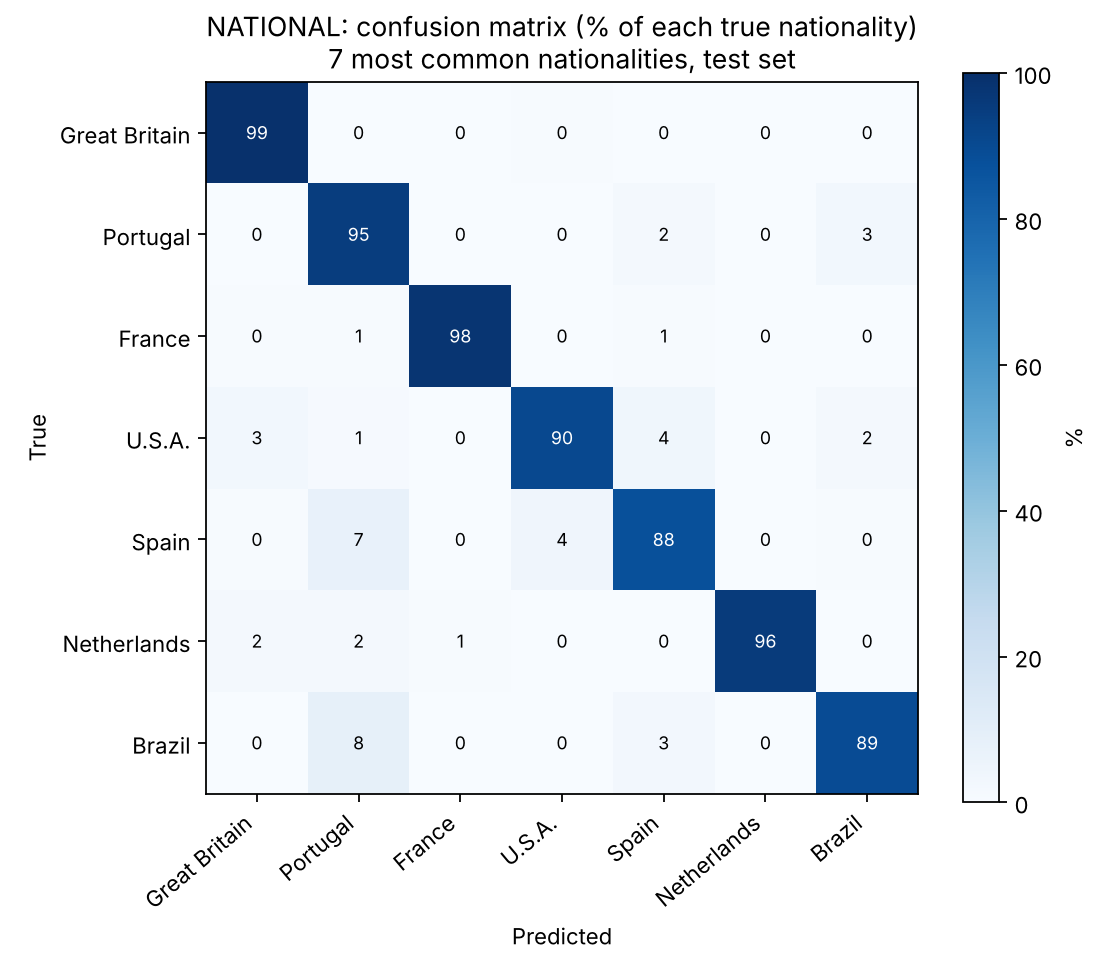 NATIONAL: confusion matrix (% of each true nationality)
7 most common nationalities, test set
Great Britain 99 0 0 0 0 0 0
Portugal 0 95 0 0 2 0 3
France 0 1 98 0 1 0 0
U.S.A. 3 1 0 90 4 0 2
Spain 0 7 0 4 88 0 0
Netherlands 2 2 1 0 0 96 0
Brazil 0 8 0 0 3 0 89
True
Great Britain Portugal France U.S.A. Spain Netherlands Brazil
Predicted
100
80
60
40
20
0
%